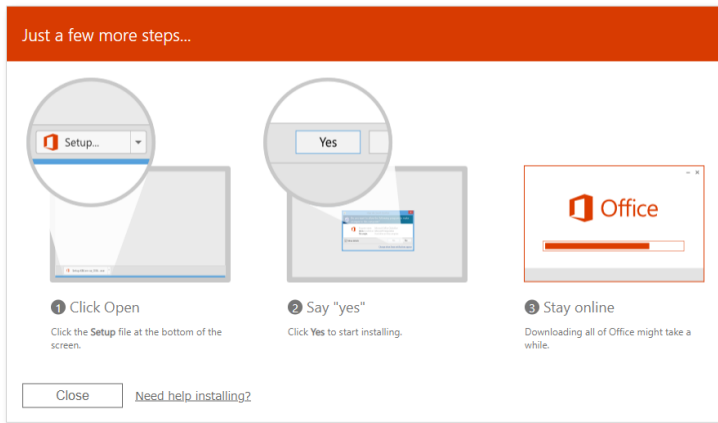 Just a few more steps...
Setup...
Yes
Office
1 Click Open
Click the Setup file at the bottom of the
screen.
2 Say "yes"
Click Yes to start installing.
3 Stay online
Downloading all of Office might take a
while.
Close
Need help installing?